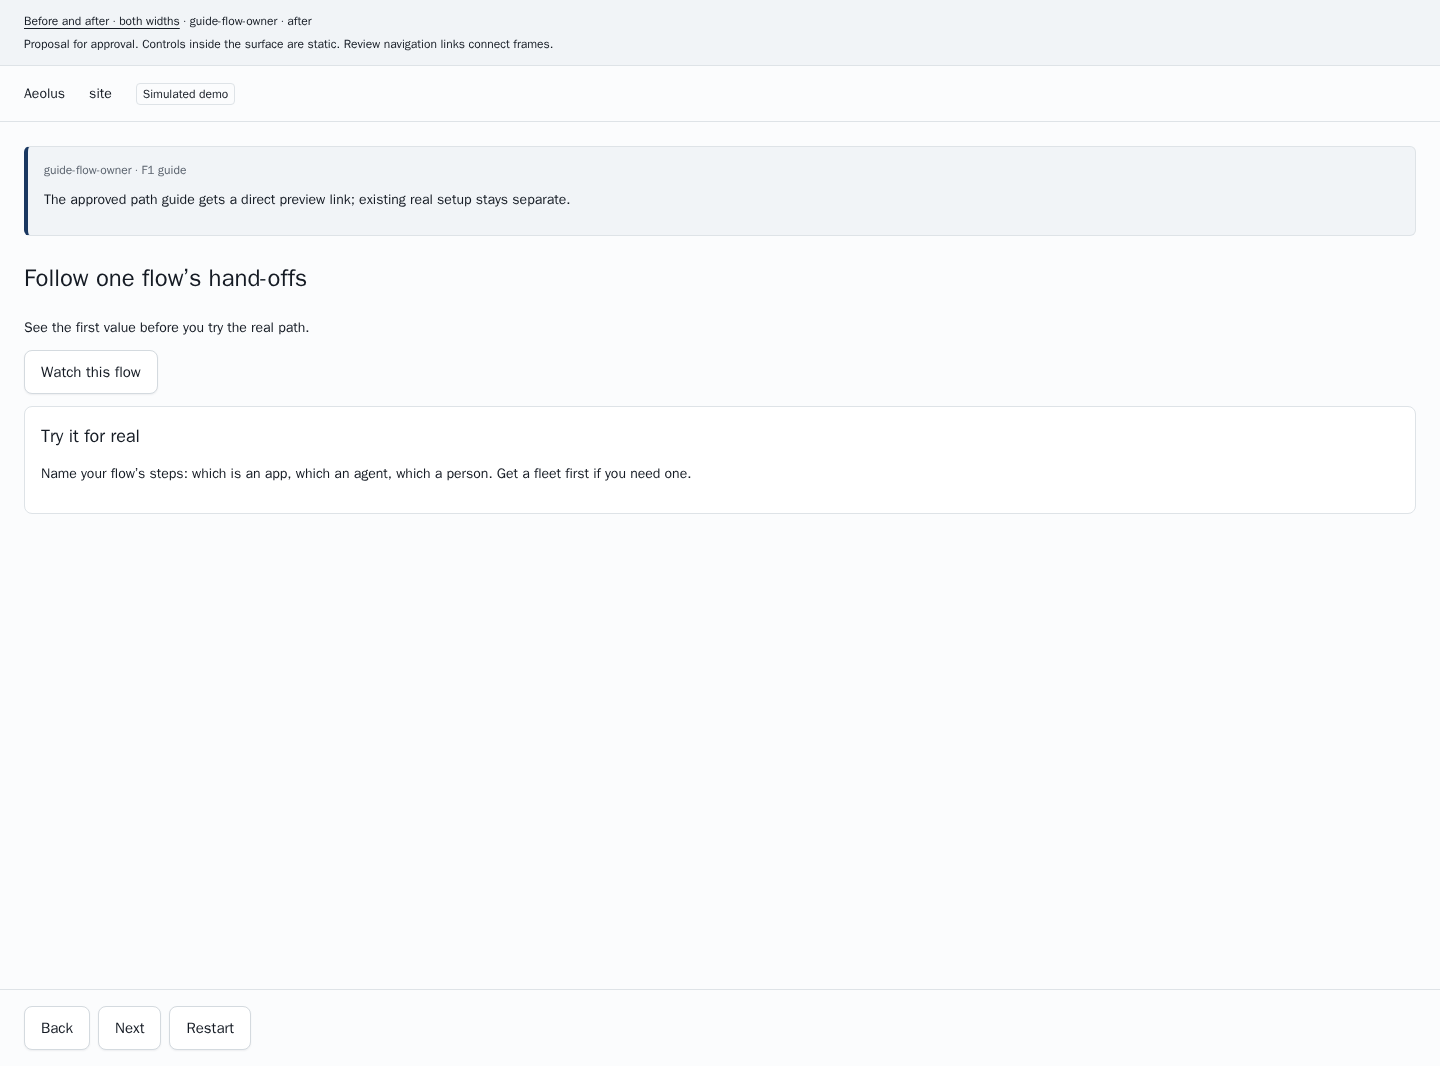 Before and after · both widths · guide-flow-owner · after
Proposal for approval. Controls inside the surface are static. Review navigation links connect frames.
Aeolus site Simulated demo
guide-flow-owner · F1 guide
The approved path guide gets a direct preview link; existing real setup stays separate.
Follow one flow’s hand-offs
See the first value before you try the real path.
Watch this flow
Try it for real
Name your flow’s steps: which is an app, which an agent, which a person. Get a fleet first if you need one.
Back Next Restart